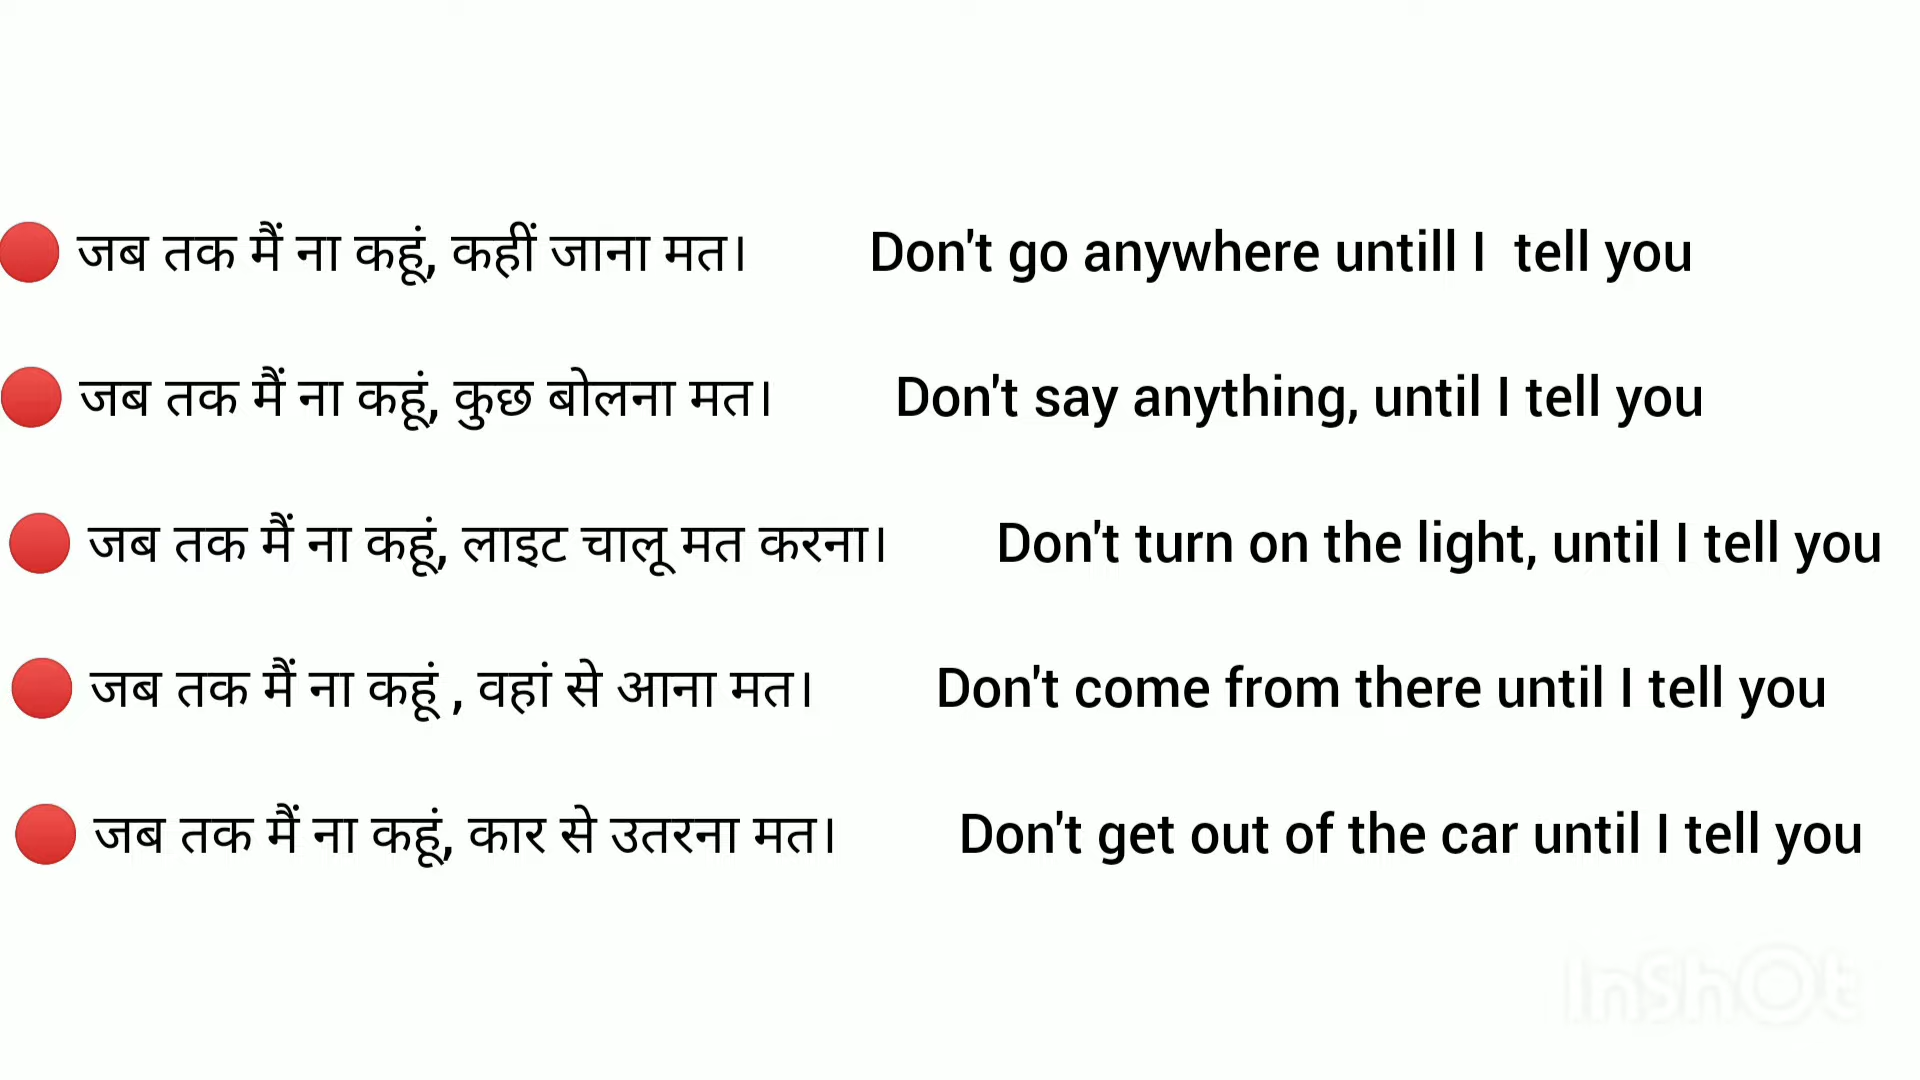 🔴 जब तक मैं ना कहूं, कहीं जाना मत। Don't go anywhere untill I  tell you
🔴 जब तक मैं ना कहूं, कुछ बोलना मत। Don't say anything, until I tell you
🔴 जब तक मैं ना कहूं, लाइट चालू मत करना। Don't turn on the light, until I tell you
🔴 जब तक मैं ना कहूं , वहां से आना मत। Don't come from there until I tell you
🔴 जब तक मैं ना कहूं, कार से उतरना मत। Don't get out of the car until I tell you
InShOt